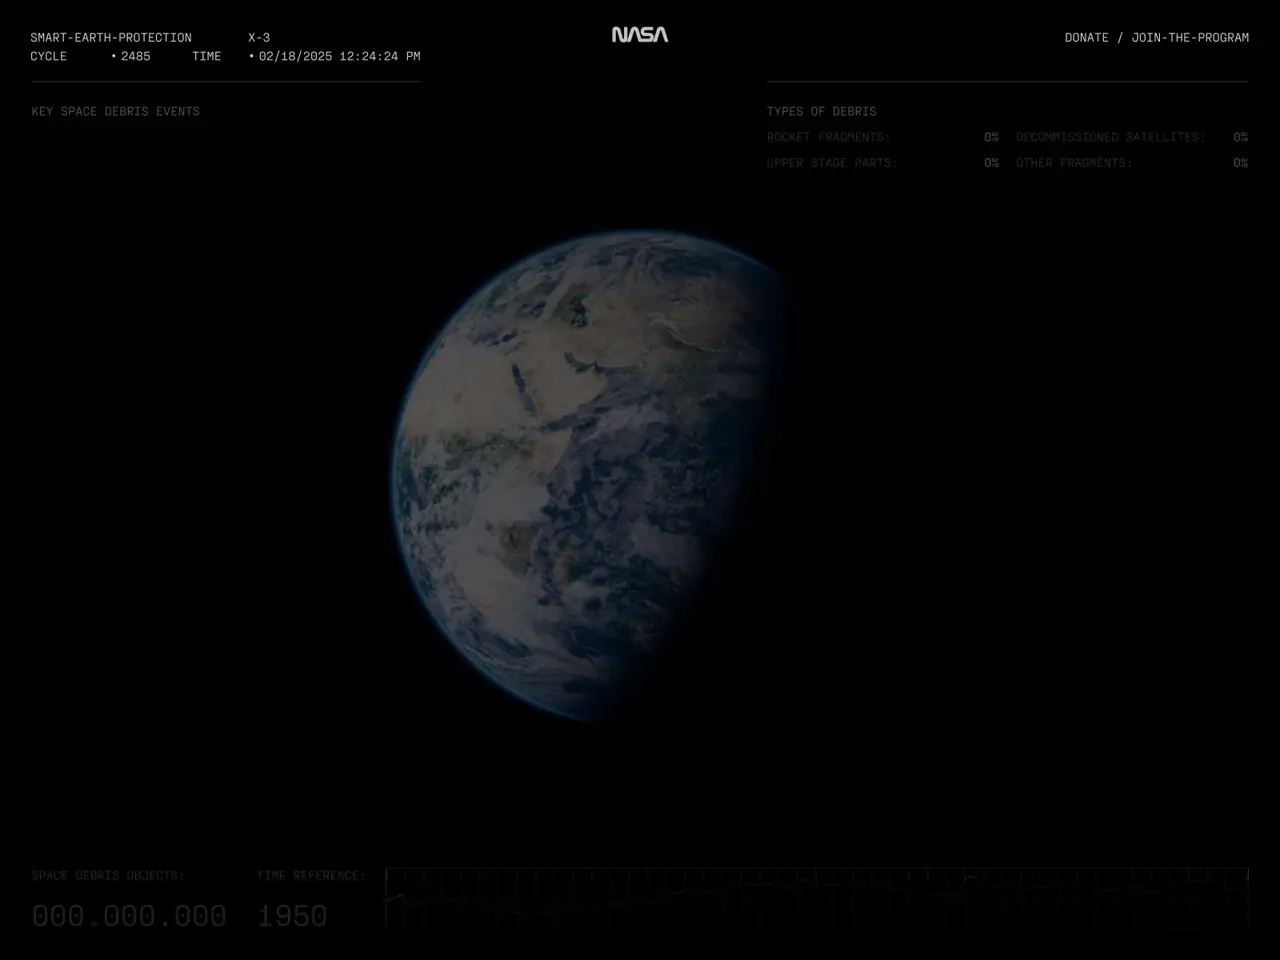 SMART-EARTH-PROTECTION X-3
CYCLE • 2485 TIME • 02/18/2025 12:24:24 PM
NASA
DONATE / JOIN-THE-PROGRAM
KEY SPACE DEBRIS EVENTS
TYPES OF DEBRIS
ROCKET FRAGMENTS: 0% DECOMMISSIONED SATELLITES: 0%
UPPER STAGE PARTS: 0% OTHER FRAGMENTS: 0%
SPACE DEBRIS OBJECTS: TIME REFERENCE:
000.000.000 1950